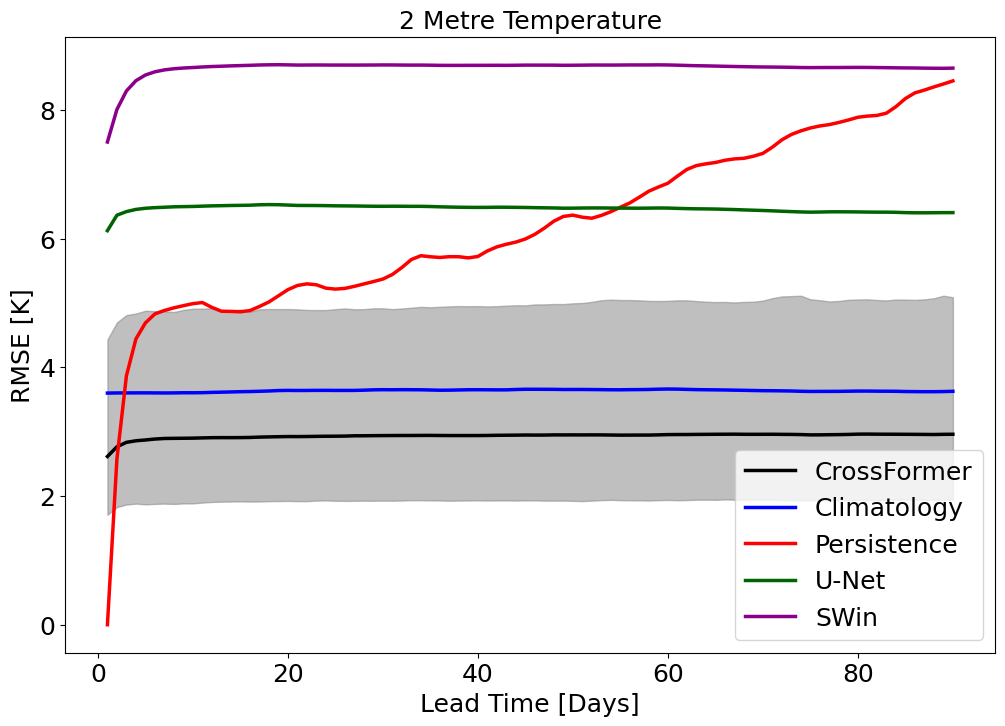 2 Metre Temperature
RMSE [K]
8
6
4
2
0
0 20 40 60 80
Lead Time [Days]
CrossFormer
Climatology
Persistence
U-Net
SWin